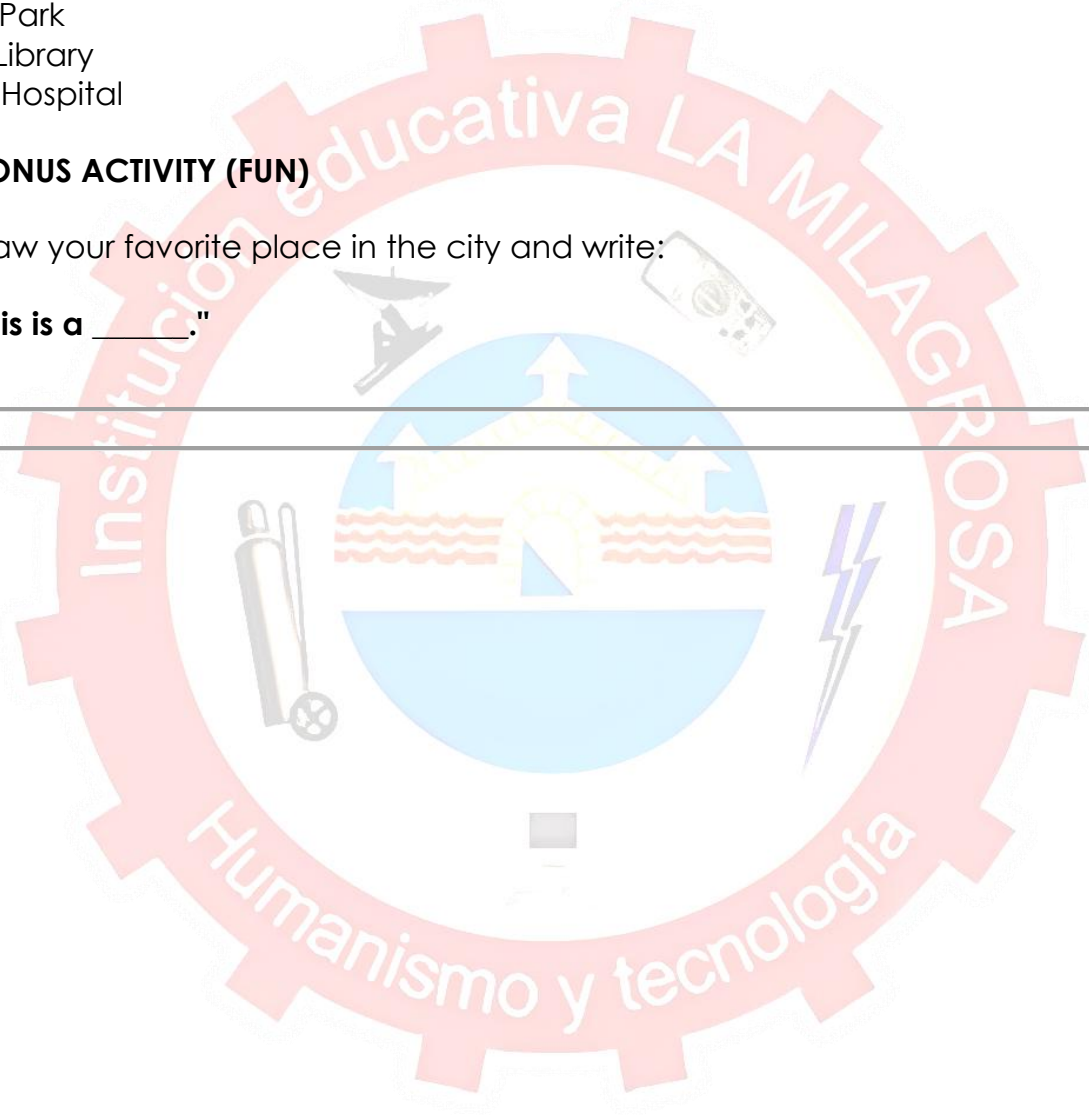 Park
Library
Hospital
ONUS ACTIVITY (FUN)
aw your favorite place in the city and write:
is is a ______."
Institución educativa LA MILAGROSA
Humanismo y tecnología